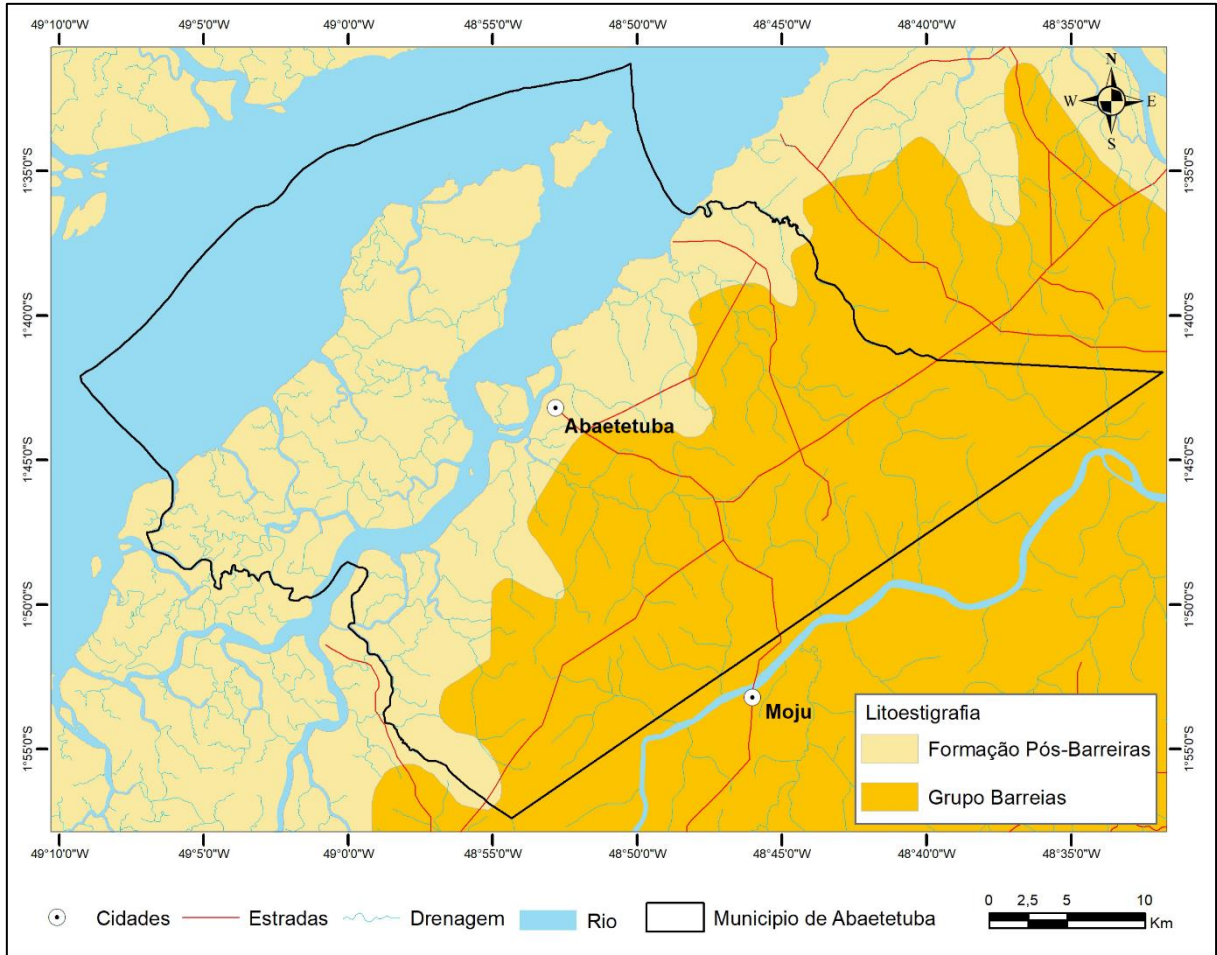 49°10'0"W 49°5'0"W 49°0'0"W 48°55'0"W 48°50'0"W 48°45'0"W 48°40'0"W 48°35'0"W
N
W E
S
1°35'0"S 1°35'0"S
1°40'0"S 1°40'0"S
Abaetetuba
1°45'0"S 1°45'0"S
1°50'0"S 1°50'0"S
Moju
Litoestigrafia
Formação Pós-Barreiras
Grupo Barreias
1°55'0"S 1°55'0"S
49°10'0"W 49°5'0"W 49°0'0"W 48°55'0"W 48°50'0"W 48°45'0"W 48°40'0"W 48°35'0"W
Cidades Estradas Drenagem Rio Municipio de Abaetetuba
0 2,5 5 10
Km